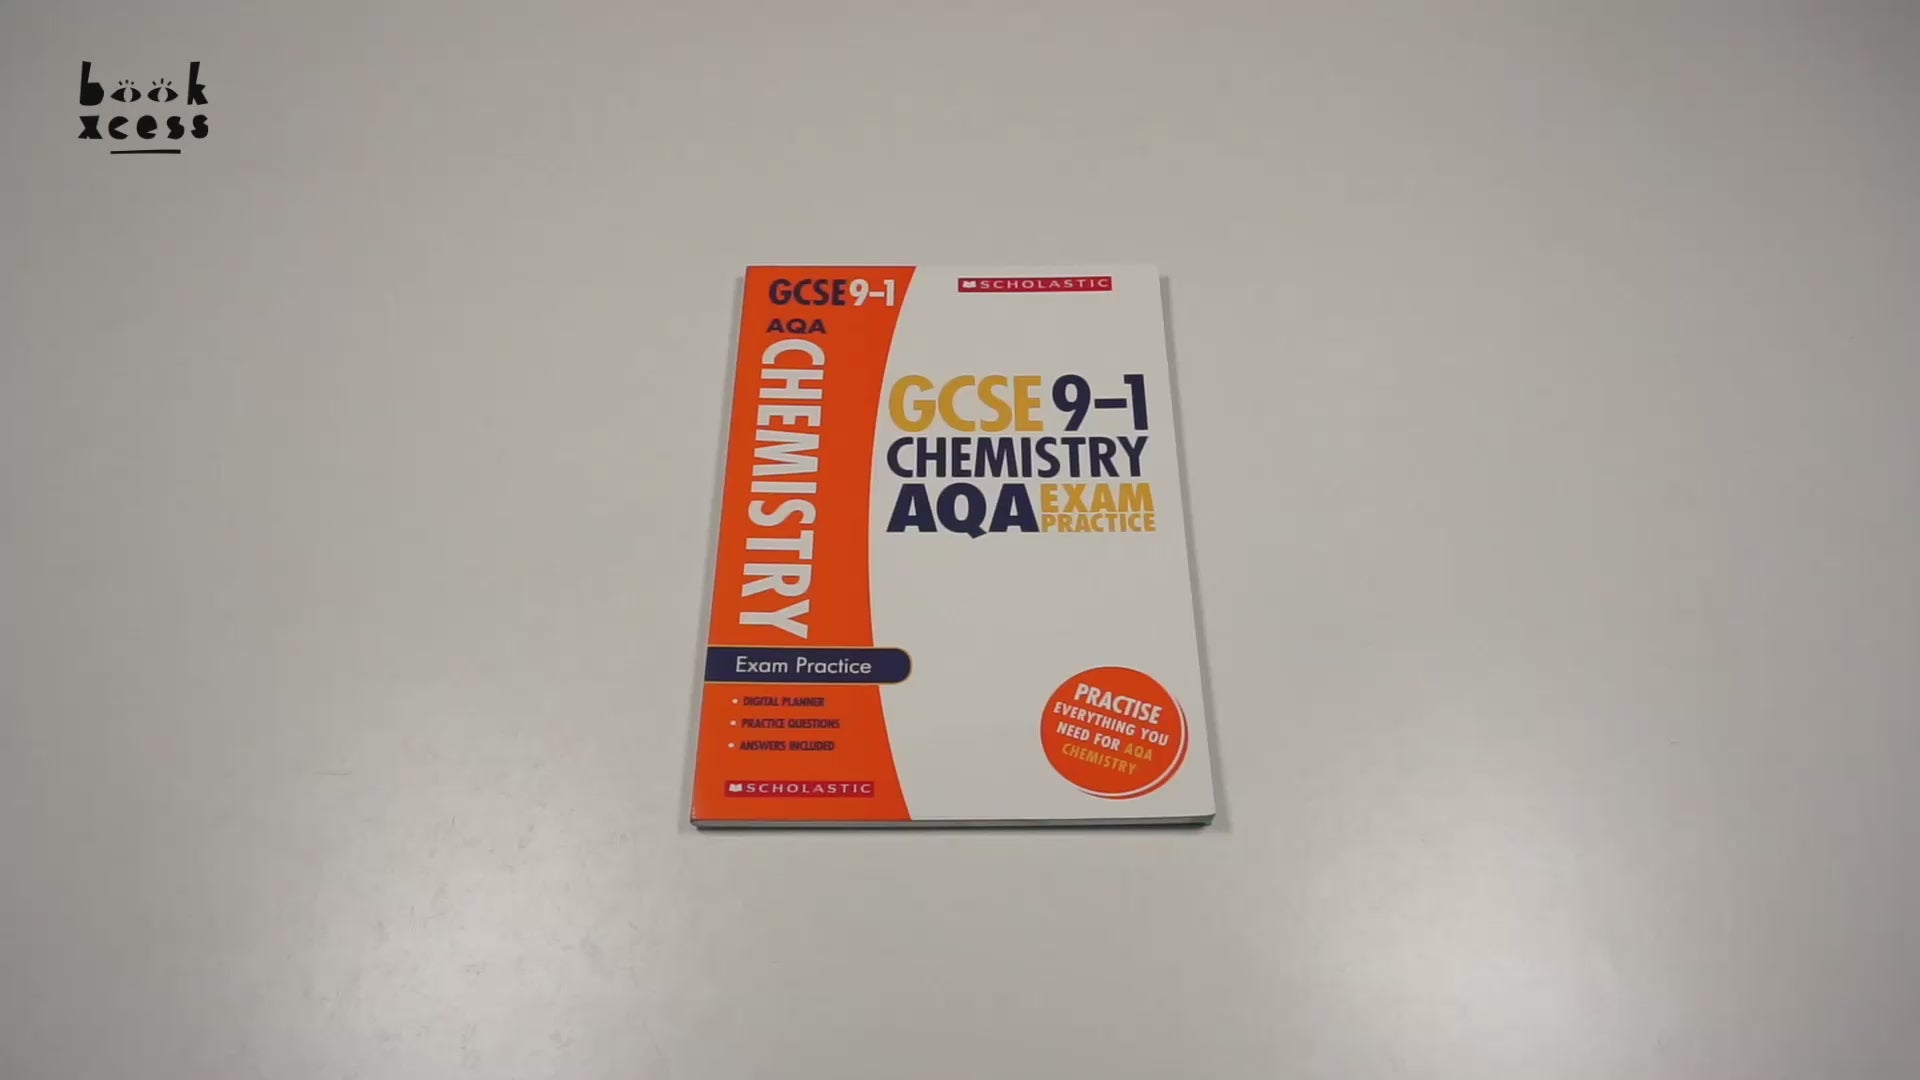 book
xcess
GCSE 9-1
AQA
CHEMISTRY
Exam Practice
• DIGITAL PLANNER
• PRACTICE QUESTIONS
• ANSWERS INCLUDED
SCHOLASTIC
SCHOLASTIC
GCSE 9-1
CHEMISTRY
AQA EXAM
PRACTICE
PRACTISE
EVERYTHING YOU
NEED FOR AQA
CHEMISTRY